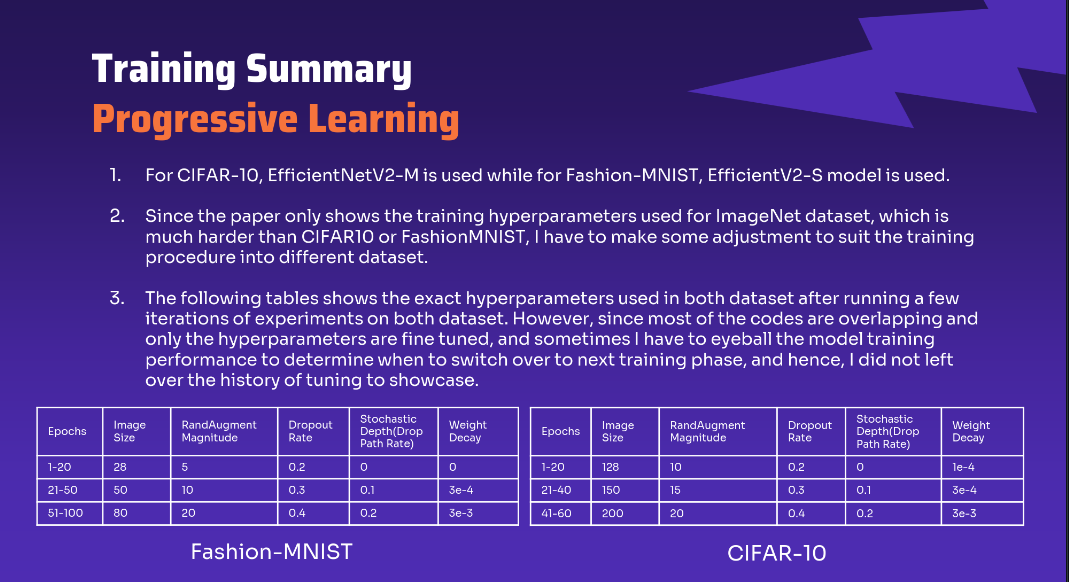 Training Summary
Progressive Learning
1. For CIFAR-10, EfficientNetV2-M is used while for Fashion-MNIST, EfficientV2-S model is used.
2. Since the paper only shows the training hyperparameters used for ImageNet dataset, which is
much harder than CIFAR10 or FashionMNIST, I have to make some adjustment to suit the training
procedure into different dataset.
3. The following tables shows the exact hyperparameters used in both dataset after running a few
iterations of experiments on both dataset. However, since most of the codes are overlapping and
only the hyperparameters are fine tuned, and sometimes I have to eyeball the model training
performance to determine when to switch over to next training phase, and hence, I did not left
over the history of tuning to showcase.
Epochs Image Size RandAugment Magnitude Dropout Rate Stochastic Depth(Drop Path Rate) Weight Decay
1-20 28 5 0.2 0 0
21-50 50 10 0.3 0.1 3e-4
51-100 80 20 0.4 0.2 3e-3
Fashion-MNIST
Epochs Image Size RandAugment Magnitude Dropout Rate Stochastic Depth(Drop Path Rate) Weight Decay
1-20 128 10 0.2 0 1e-4
21-40 150 15 0.3 0.1 3e-4
41-60 200 20 0.4 0.2 3e-3
CIFAR-10